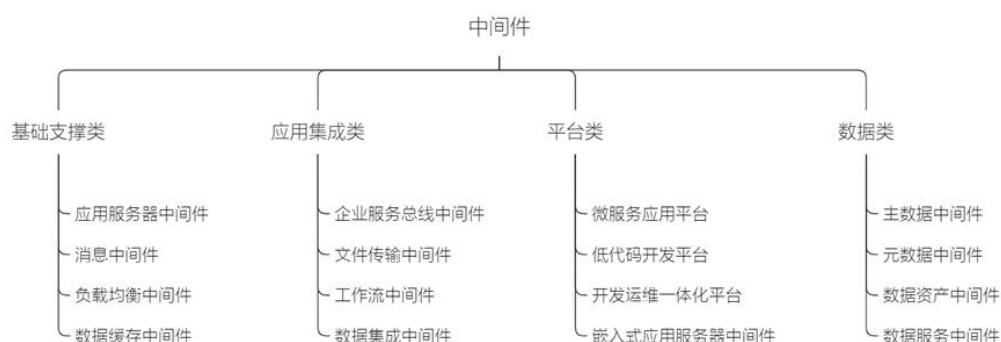 中间件
基础支撑类
应用服务器中间件
消息中间件
负载均衡中间件
数据缓存中间件
应用集成类
企业服务总线中间件
文件传输中间件
工作流中间件
数据集成中间件
平台类
微服务应用平台
低代码开发平台
开发运维一体化平台
嵌入式应用服务器中间件
数据类
主数据中间件
元数据中间件
数据资产中间件
数据服务中间件